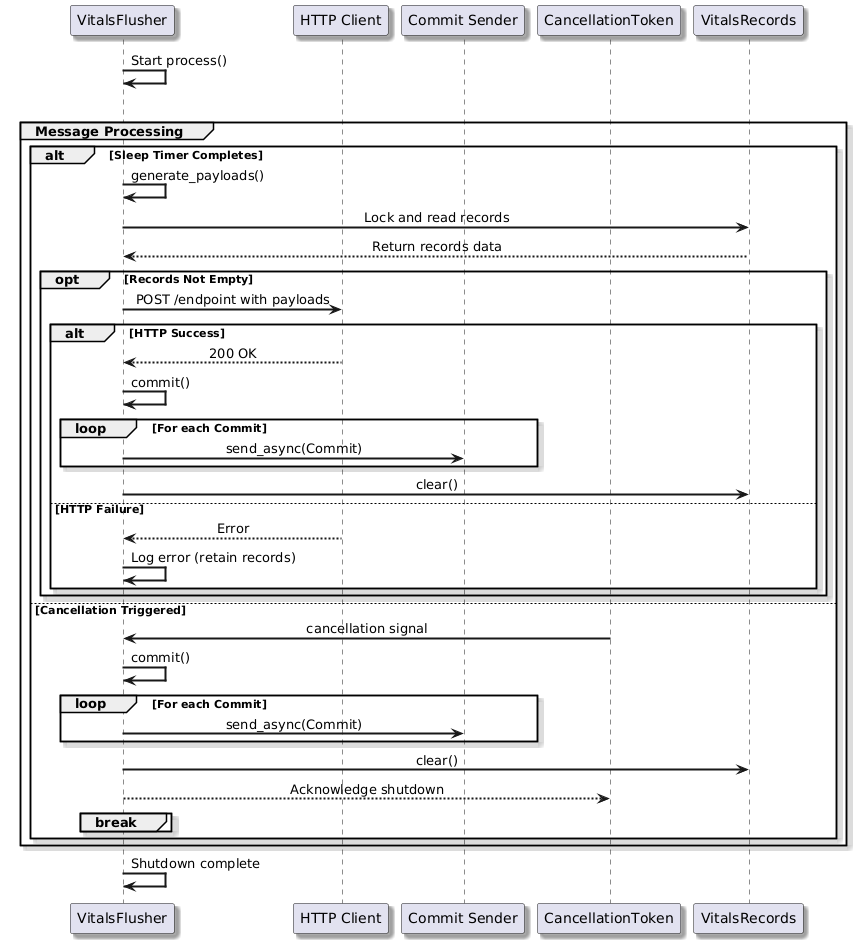 VitalsFlusher HTTP Client Commit Sender CancellationToken VitalsRecords
Start process()
Message Processing
alt [Sleep Timer Completes]
generate_payloads()
Lock and read records
Return records data
opt [Records Not Empty]
POST /endpoint with payloads
alt [HTTP Success]
200 OK
commit()
loop [For each Commit]
send_async(Commit)
clear()
[HTTP Failure]
Error
Log error (retain records)
[Cancellation Triggered]
cancellation signal
commit()
loop [For each Commit]
send_async(Commit)
clear()
Acknowledge shutdown
break
Shutdown complete
VitalsFlusher HTTP Client Commit Sender CancellationToken VitalsRecords